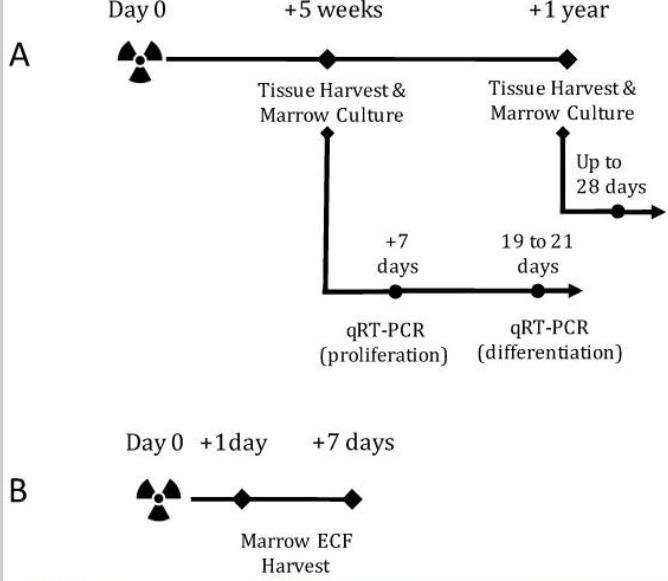 Day 0
+5 weeks
+1 year
A
Tissue Harvest &
Marrow Culture
Tissue Harvest &
Marrow Culture
Up to
28 days
+7
days
19 to 21
days
qRT-PCR
(proliferation)
qRT-PCR
(differentiation)
Day 0
+1day
+7 days
B
Marrow ECF
Harvest